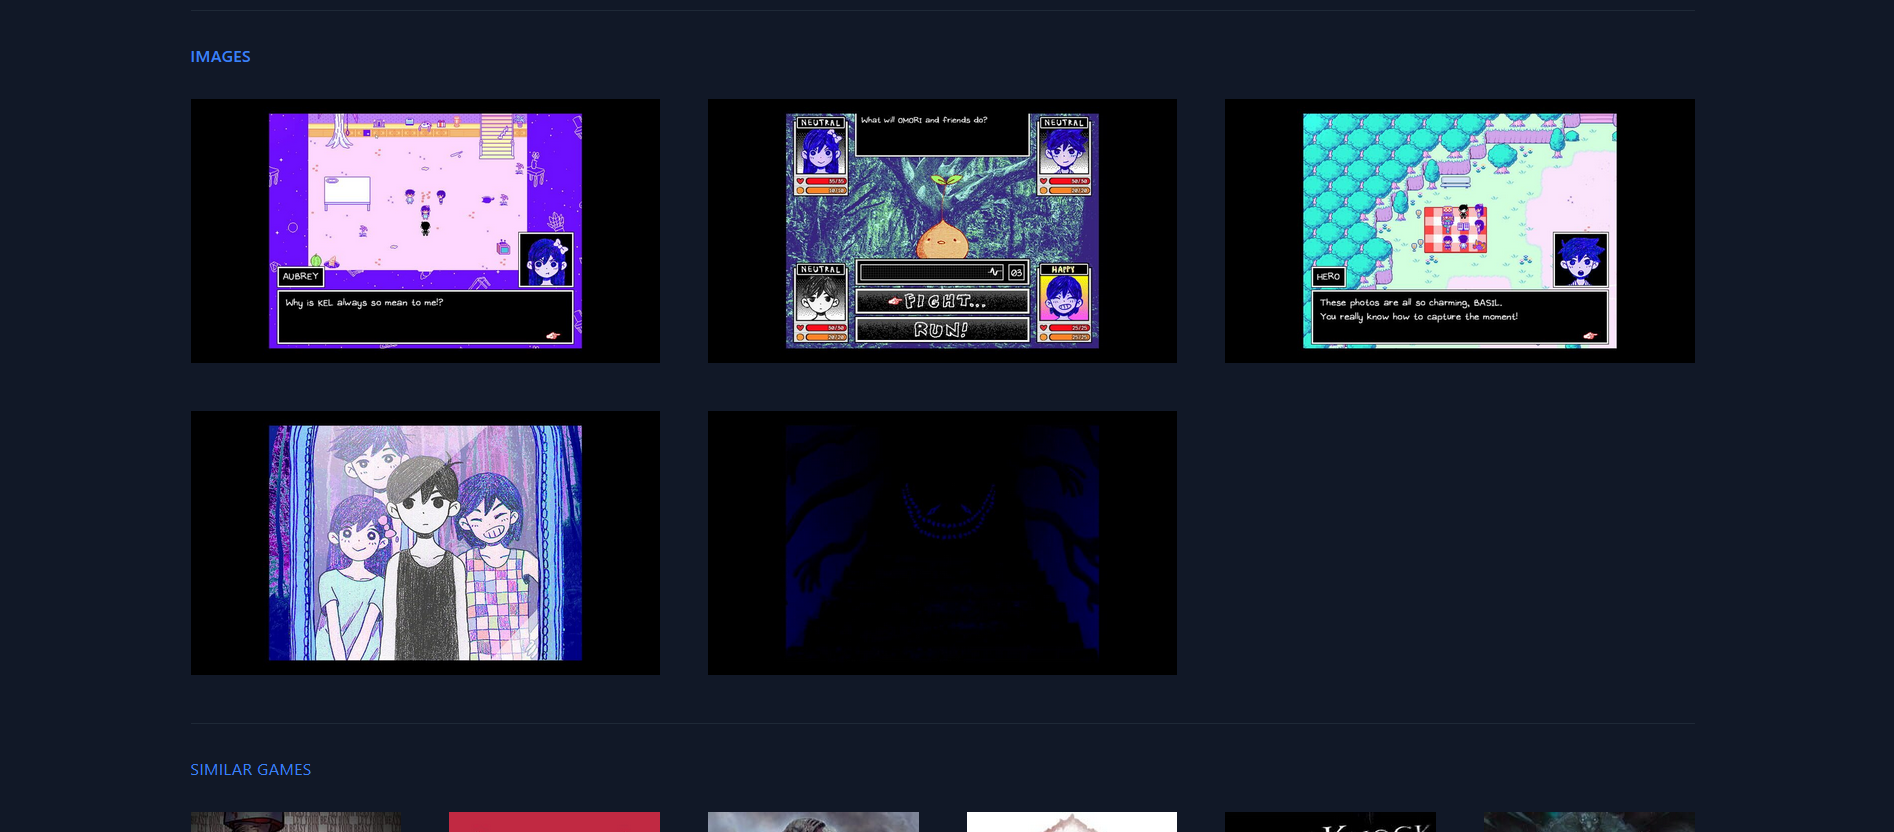 IMAGES
AUBREY
Why is KEL always so mean to me!?
NEUTRAL
What will OMORI and friends do?
NEUTRAL
NEUTRAL
HAPPY
03
FIGHT...
RUN!
HERO
These photos are all so charming, BASIL.
You really know how to capture the moment!
SIMILAR GAMES